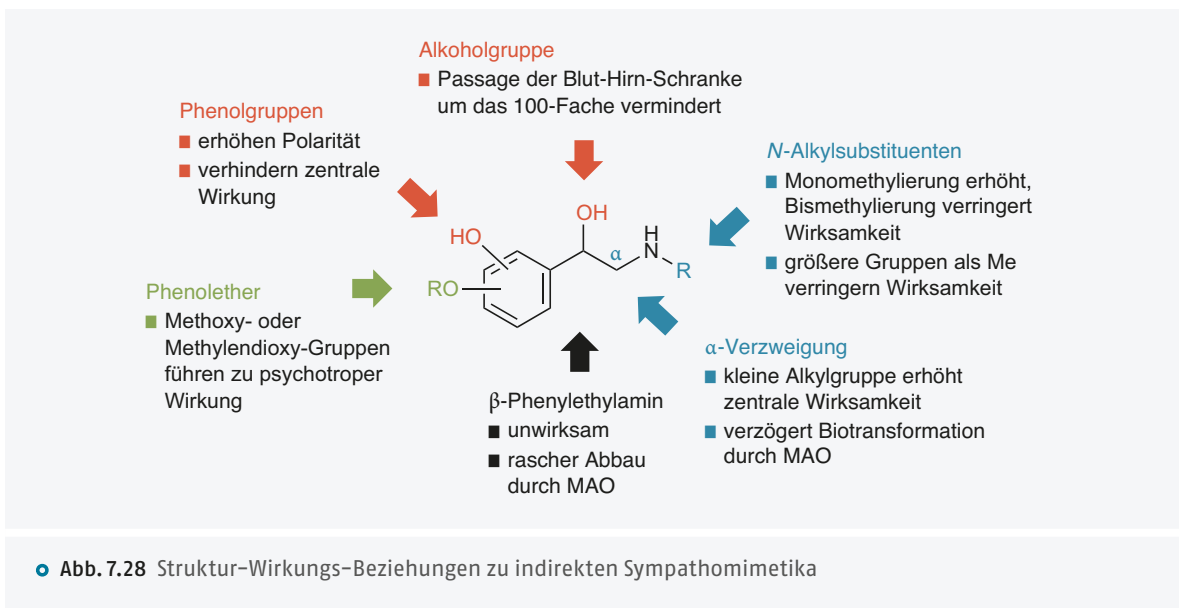 Alkoholgruppe
■ Passage der Blut-Hirn-Schranke
um das 100-Fache vermindert
Phenolgruppen
■ erhöhen Polarität
■ verhindern zentrale
Wirkung
N-Alkylsubstituenten
■ Monomethylierung erhöht,
Bismethylierung verringert
Wirksamkeit
■ größere Gruppen als Me
verringern Wirksamkeit
OH
HO
α
H
N
R
RO
Phenolether
■ Methoxy- oder
Methylendioxy-Gruppen
führen zu psychotroper
Wirkung
β-Phenylethylamin
■ unwirksam
■ rascher Abbau
durch MAO
α-Verzweigung
■ kleine Alkylgruppe erhöht
zentrale Wirksamkeit
■ verzögert Biotransformation
durch MAO
Abb. 7.28 Struktur-Wirkungs-Beziehungen zu indirekten Sympathomimetika